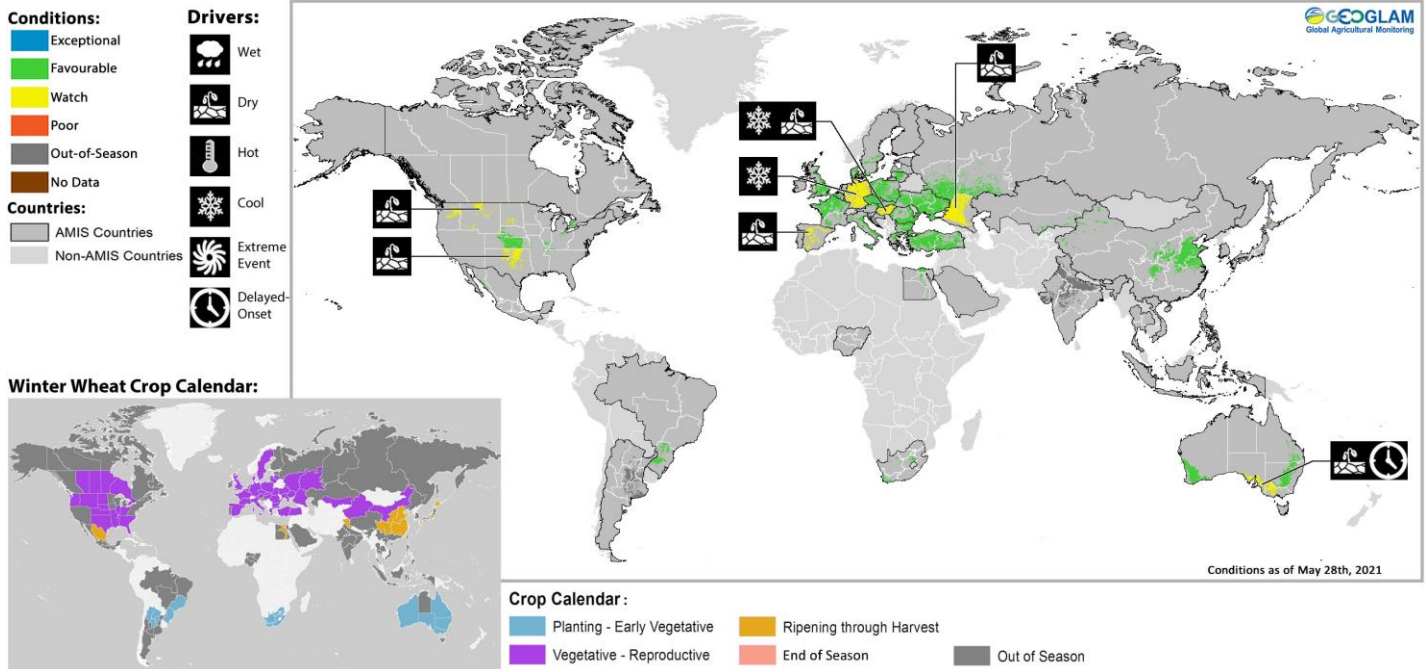 Conditions:
Exceptional
Favourable
Watch
Poor
Out-of-Season
No Data
Countries:
AMIS Countries
Non-AMIS Countries
Drivers:
Wet
Dry
Hot
Cool
Extreme
Event
Delayed-
Onset
GEOGLAM
Global Agricultural Monitoring
Conditions as of May 28th, 2021
Winter Wheat Crop Calendar:
Crop Calendar :
Planting - Early Vegetative
Vegetative - Reproductive
Ripening through Harvest
End of Season
Out of Season